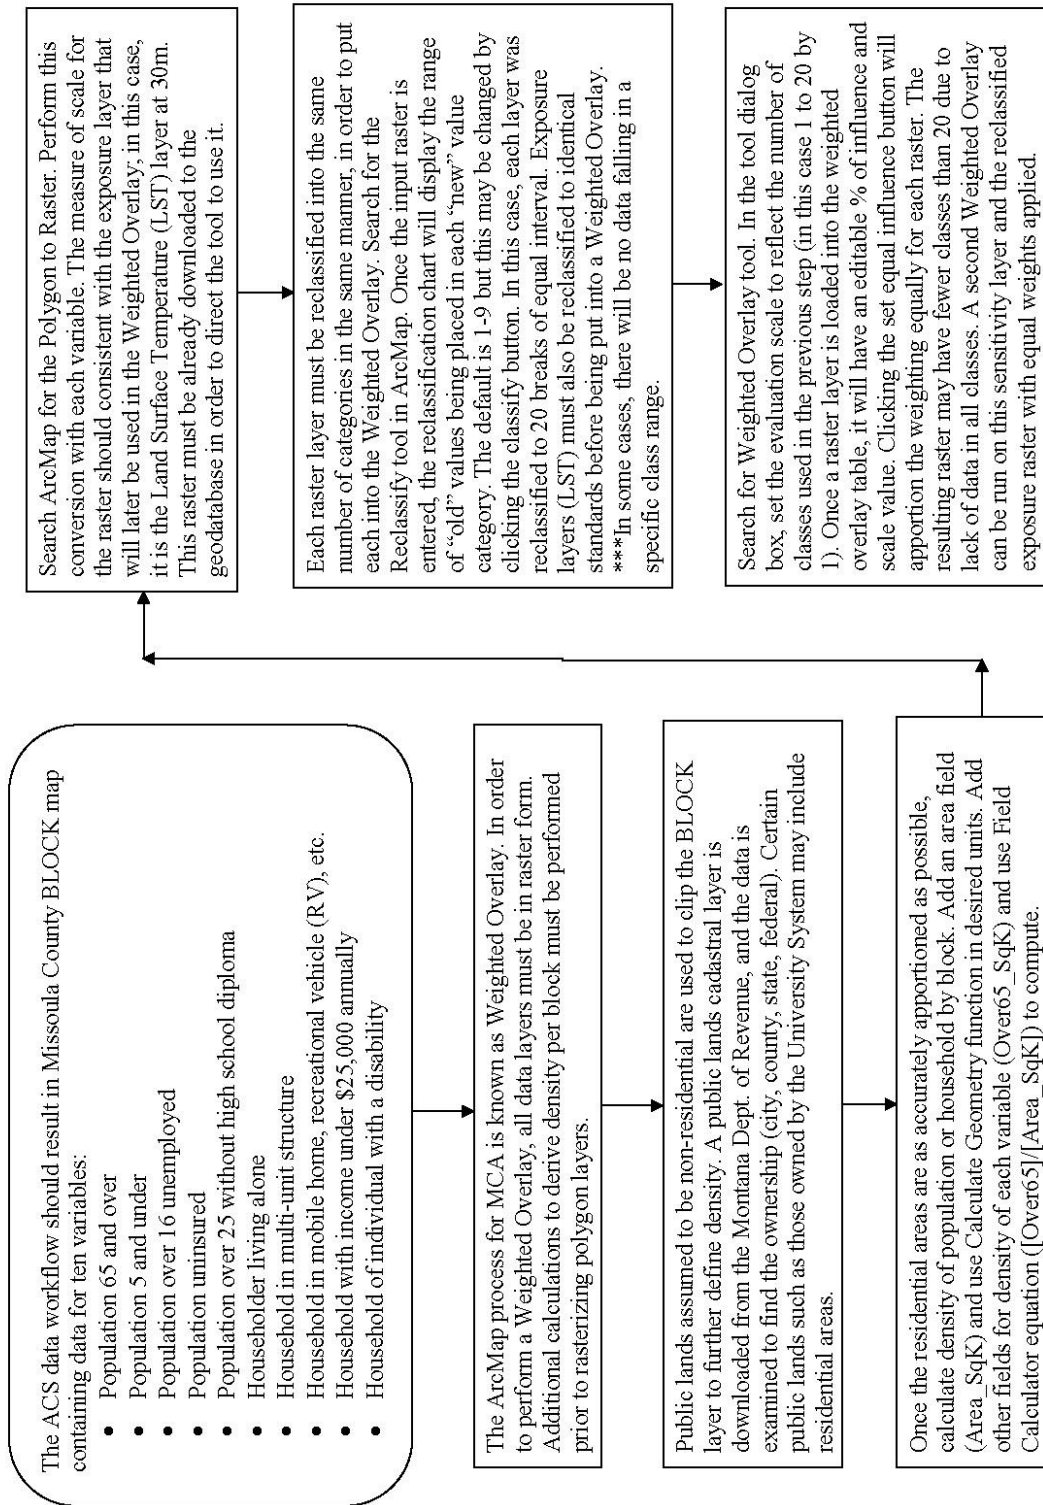 The ACS data workflow should result in Missoula County BLOCK map
containing data for ten variables:
● Population 65 and over
● Population 5 and under
● Population over 16 unemployed
● Population uninsured
● Population over 25 without high school diploma
● Householder living alone
● Household in multi-unit structure
● Household in mobile home, recreational vehicle (RV), etc.
● Household with income under $25,000 annually
● Household of individual with a disability
The ArcMap process for MCA is known as Weighted Overlay. In order
to perform a Weighted Overlay, all data layers must be in raster form.
Additional calculations to derive density per block must be performed
prior to rasterizing polygon layers.
Public lands assumed to be non-residential are used to clip the BLOCK
layer to further define density. A public lands cadastral layer is
downloaded from the Montana Dept. of Revenue, and the data is
examined to find the ownership (city, county, state, federal). Certain
public lands such as those owned by the University System may include
residential areas.
Once the residential areas are as accurately apportioned as possible,
calculate density of population or household by block. Add an area field
(Area_SqK) and use Calculate Geometry function in desired units. Add
other fields for density of each variable (Over65_SqK) and use Field
Calculator equation ([Over65]/[Area_SqK]) to compute.
Search ArcMap for the Polygon to Raster. Perform this
conversion with each variable. The measure of scale for
the raster should consistent with the exposure layer that
will later be used in the Weighted Overlay; in this case,
it is the Land Surface Temperature (LST) layer at 30m.
This raster must be already downloaded to the
geodatabase in order to direct the tool to use it.
Each raster layer must be reclassified into the same
number of categories in the same manner, in order to put
each into the Weighted Overlay. Search for the
Reclassify tool in ArcMap. Once the input raster is
entered, the reclassification chart will display the range
of “old” values being placed in each “new” value
category. The default is 1-9 but this may be changed by
clicking the classify button. In this case, each layer was
reclassified to 20 breaks of equal interval. Exposure
layers (LST) must also be reclassified to identical
standards before being put into a Weighted Overlay.
***In some cases, there will be no data falling in a
specific class range.
Search for Weighted Overlay tool. In the tool dialog
box, set the evaluation scale to reflect the number of
classes used in the previous step (in this case 1 to 20 by
1). Once a raster layer is loaded into the weighted
overlay table, it will have an editable % of influence and
scale value. Clicking the set equal influence button will
apportion the weighting equally for each raster. The
resulting raster may have fewer classes than 20 due to
lack of data in all classes. A second Weighted Overlay
can be run on this sensitivity layer and the reclassified
exposure raster with equal weights applied.